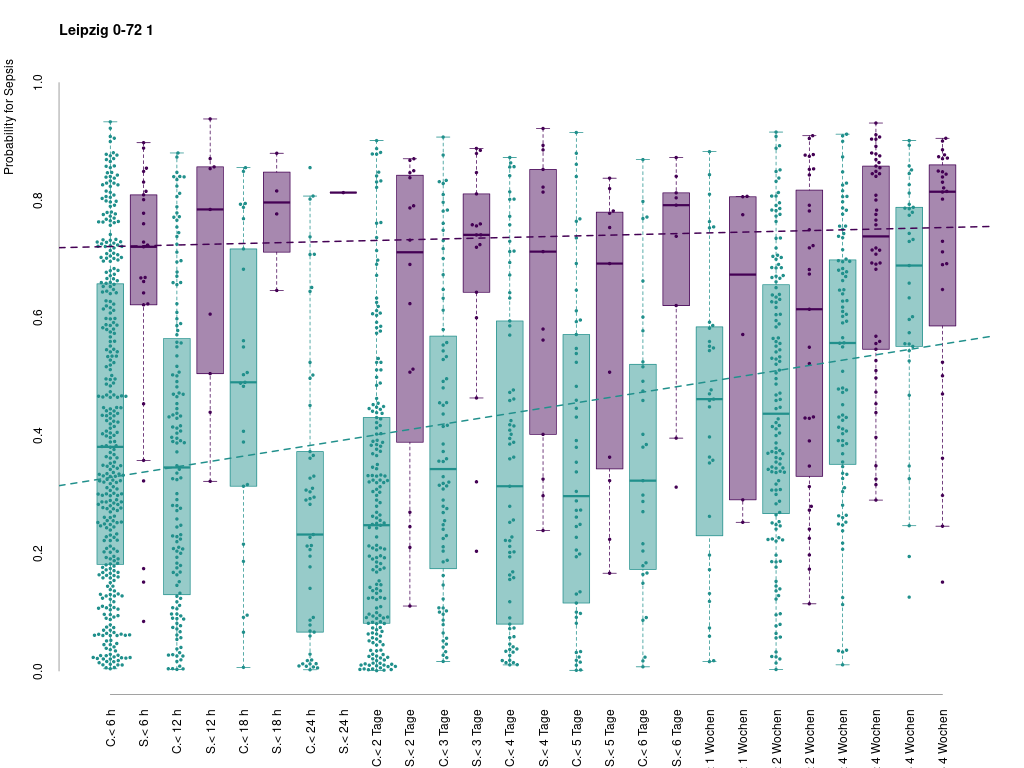 Leipzig 0-72 1
Probability for Sepsis
1.0
0.8
0.6
0.4
0.2
0.0
C.< 6 h
S.< 6 h
C.< 12 h
S.< 12 h
C.< 18 h
S.< 18 h
C.< 24 h
S.< 24 h
C.< 2 Tage
S.< 2 Tage
C.< 3 Tage
S.< 3 Tage
C.< 4 Tage
S.< 4 Tage
C.< 5 Tage
S.< 5 Tage
C.< 6 Tage
S.< 6 Tage
1 Wochen
1 Wochen
2 Wochen
2 Wochen
4 Wochen
4 Wochen
4 Wochen
4 Wochen